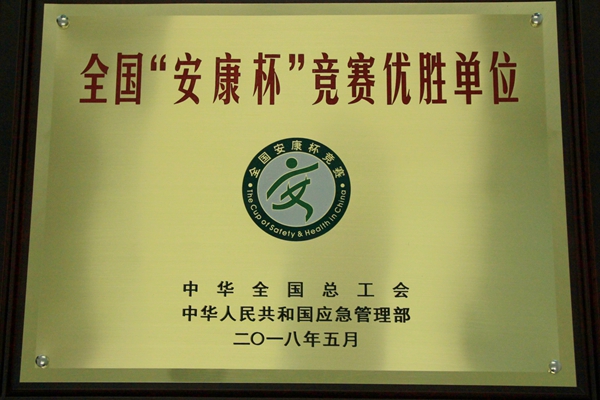 全国“安康杯”竞赛优胜单位
全国安康杯竞赛
The Cup of Safety & Health in China
中华全国总工会
中华人民共和国应急管理部
二〇一八年五月